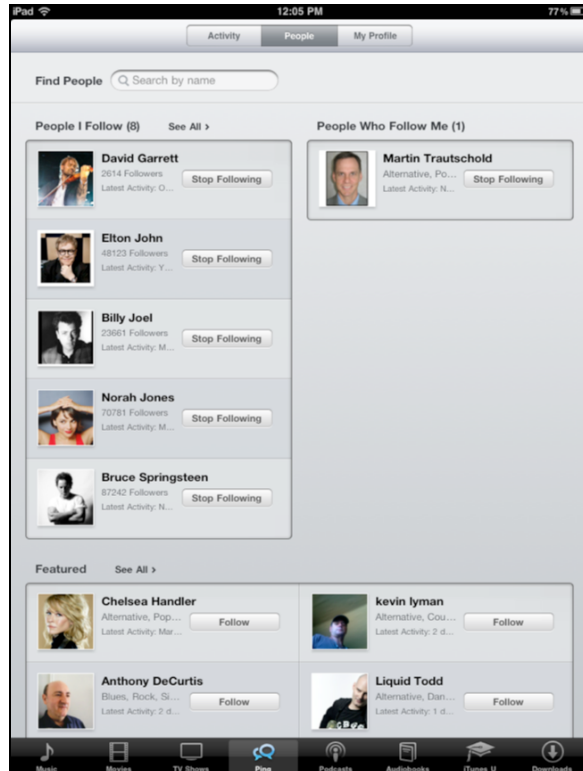 iPad 12:05 PM 77%
Activity People My Profile
Find People Search by name
People I Follow (8) See All >
David Garrett
2614 Followers
Latest Activity: O...
Stop Following
Elton John
48123 Followers
Latest Activity: Y...
Stop Following
Billy Joel
23661 Followers
Latest Activity: M...
Stop Following
Norah Jones
70781 Followers
Latest Activity: M...
Stop Following
Bruce Springsteen
87242 Followers
Latest Activity: N...
Stop Following
People Who Follow Me (1)
Martin Trautschold
Alternative, Po...
Latest Activity: N...
Stop Following
Featured See All >
Chelsea Handler
Alternative, Pop...
Latest Activity: Mar...
Follow
kevin lyman
Alternative, Cou...
Latest Activity: 2 d...
Follow
Anthony DeCurtis
Blues, Rock, Si...
Latest Activity: 2 d...
Follow
Liquid Todd
Alternative, Dan...
Latest Activity: 1 d...
Follow
Music Movies TV Shows Ping Podcasts Audiobooks iTunes U Downloads